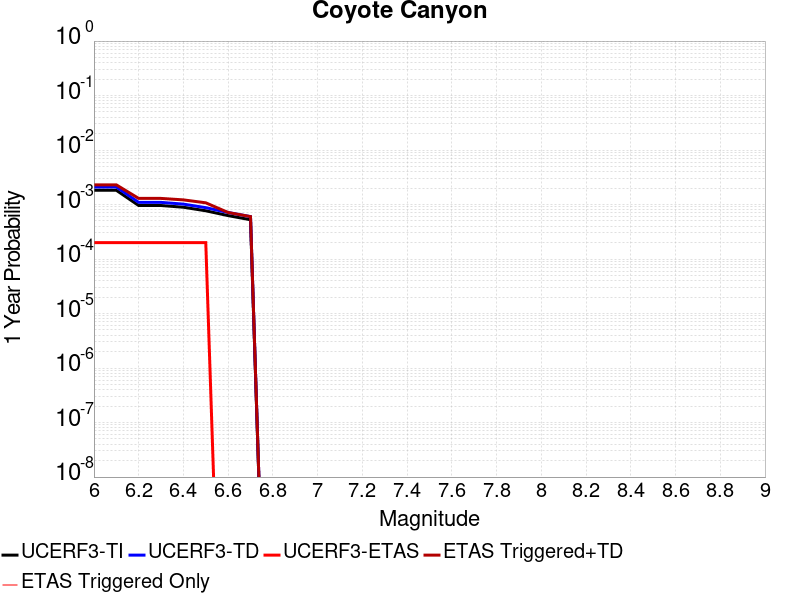 Coyote Canyon
10^0
10^-1
10^-2
10^-3
10^-4
10^-5
10^-6
10^-7
10^-8
1 Year Probability
6 6.2 6.4 6.6 6.8 7 7.2 7.4 7.6 7.8 8 8.2 8.4 8.6 8.8 9
Magnitude
UCERF3-TI UCERF3-TD UCERF3-ETAS ETAS Triggered+TD
ETAS Triggered Only